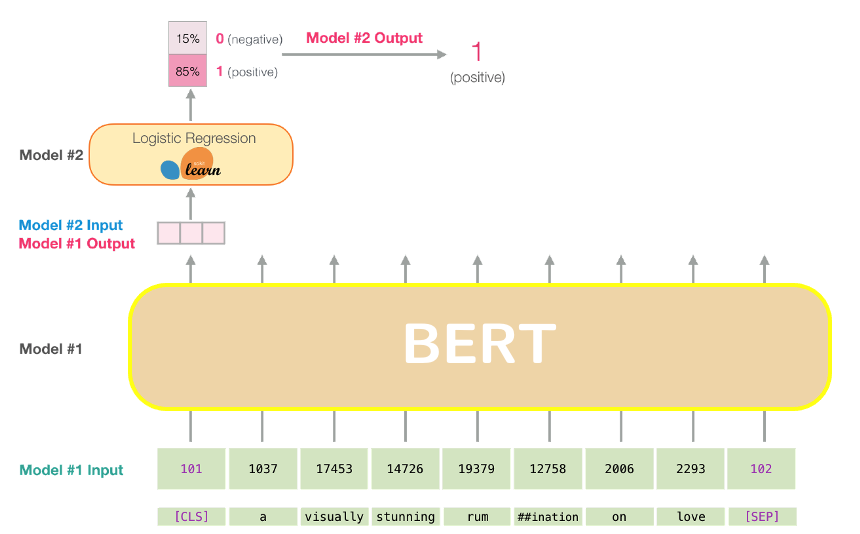 15% 0 (negative) Model #2 Output 1
85% 1 (positive) (positive)
Logistic Regression
Model #2
learn
Model #2 Input
Model #1 Output
BERT
Model #1
Model #1 Input 101 1037 17453 14726 19379 12758 2006 2293 102
[CLS] a visually stunning rum ##ination on love [SEP]